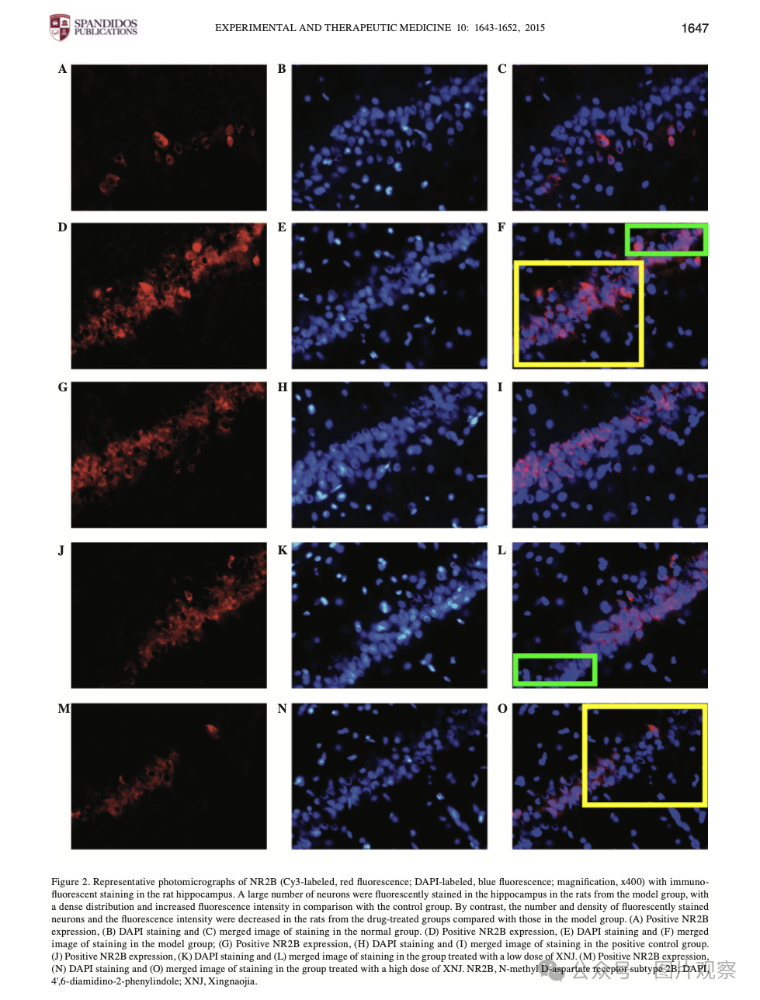 SPANDIDOS
PUBLICATIONS
EXPERIMENTAL AND THERAPEUTIC MEDICINE 10: 1643-1652, 2015
1647
A B C
D E F
G H I
J K L
M N O
Figure 2. Representative photomicrographs of NR2B (Cy3-labeled, red fluorescence; DAPI-labeled, blue fluorescence; magnification, x400) with immuno-
fluorescent staining in the rat hippocampus. A large number of neurons were fluorescently stained in the hippocampus in the rats from the model group, with
a dense distribution and increased fluorescence intensity in comparison with the control group. By contrast, the number and density of fluorescently stained
neurons and the fluorescence intensity were decreased in the rats from the drug-treated groups compared with those in the model group. (A) Positive NR2B
expression, (B) DAPI staining and (C) merged image of staining in the normal group. (D) Positive NR2B expression, (E) DAPI staining and (F) merged
image of staining in the model group; (G) Positive NR2B expression, (H) DAPI staining and (I) merged image of staining in the positive control group.
(J) Positive NR2B expression, (K) DAPI staining and (L) merged image of staining in the group treated with a low dose of XNJ. (M) Positive NR2B expression,
(N) DAPI staining and (O) merged image of staining in the group treated with a high dose of XNJ. NR2B, N-methyl D-aspartate receptor subtype 2B; DAPI,
4',6-diamidino-2-phenylindole; XNJ, Xingnaojia.
公众号 · 图片观察